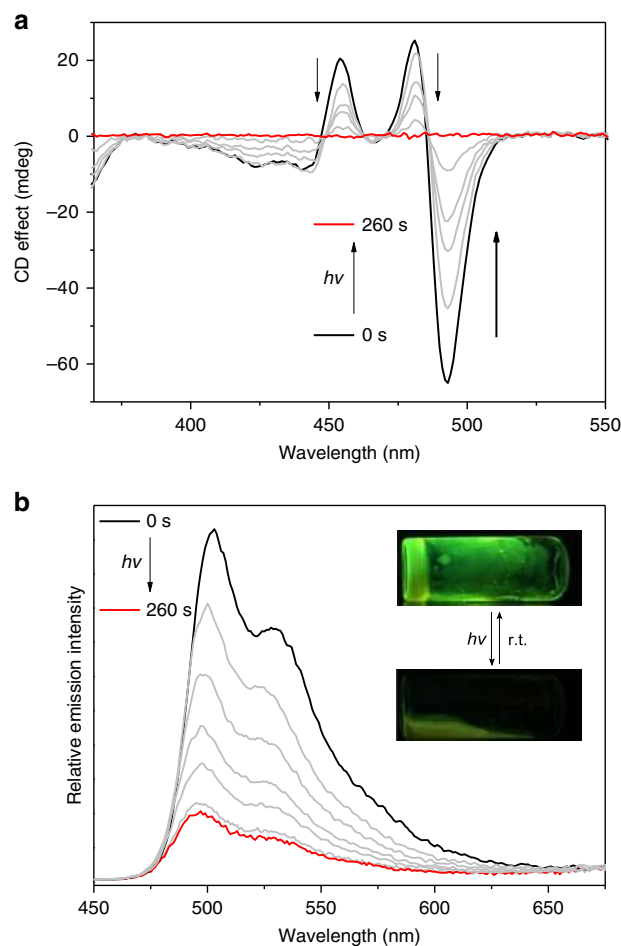 a
CD effect (mdeg)
20
0
−20
−40
−60
260 s
hv
0 s
400
450
500
550
Wavelength (nm)
b
Relative emission intensity
0 s
hv
260 s
hv
r.t.
450
500
550
600
650
Wavelength (nm)